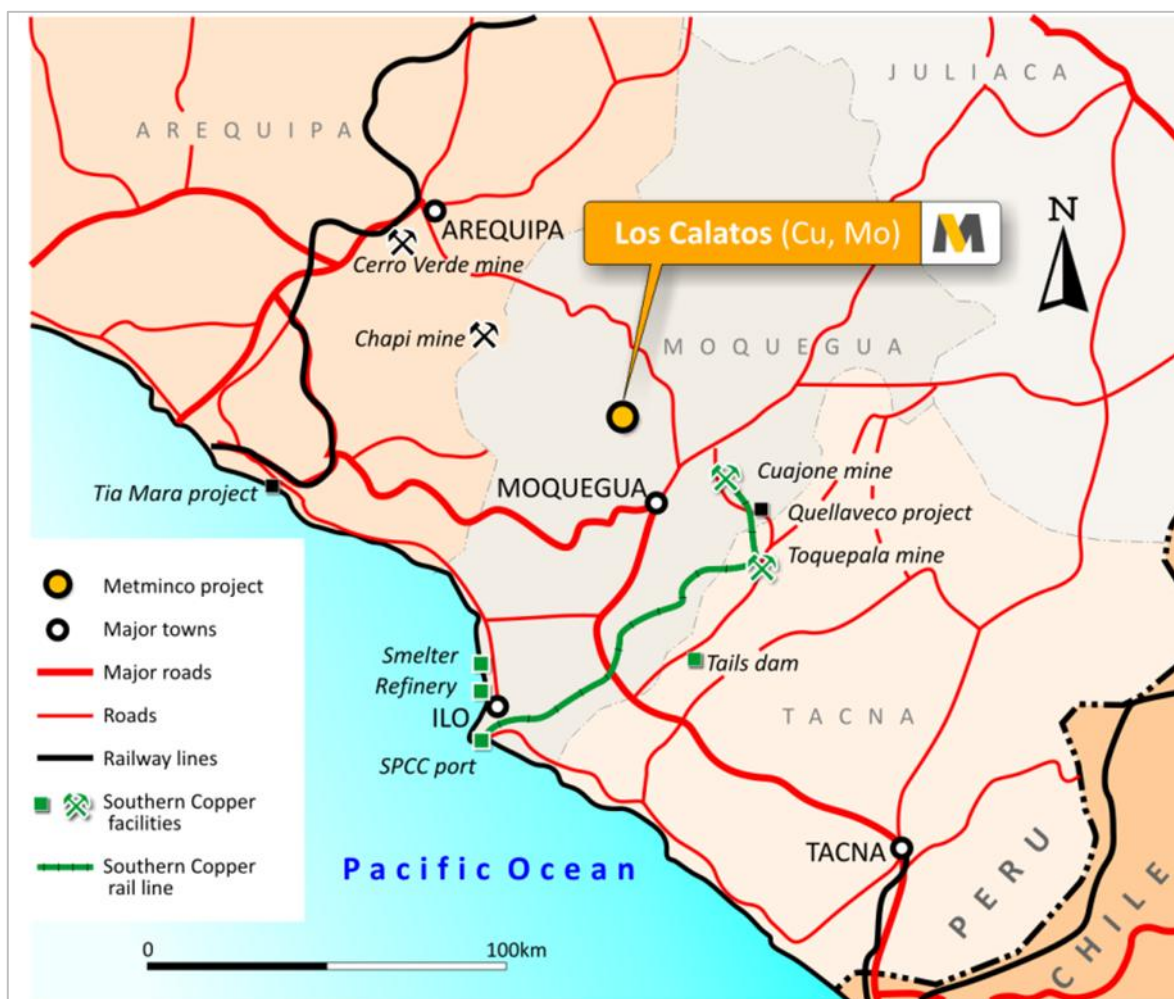 JULIACA
AREQUIPA
N
AREQUIPA
Los Calatos (Cu, Mo)
Cerro Verde mine
Chapi mine
MOQUEGUA
Cuajone mine
Tia Mara project
MOQUEGUA
Quellaveco project
Toquepala mine
Metminco project
Major towns
Major roads
Roads
Railway lines
Southern Copper
facilities
Southern Copper
rail line
Smelter
Refinery
ILO
SPCC port
Tails dam
TACNA
Pacific Ocean
TACNA
PERU
CHILE
0 100km